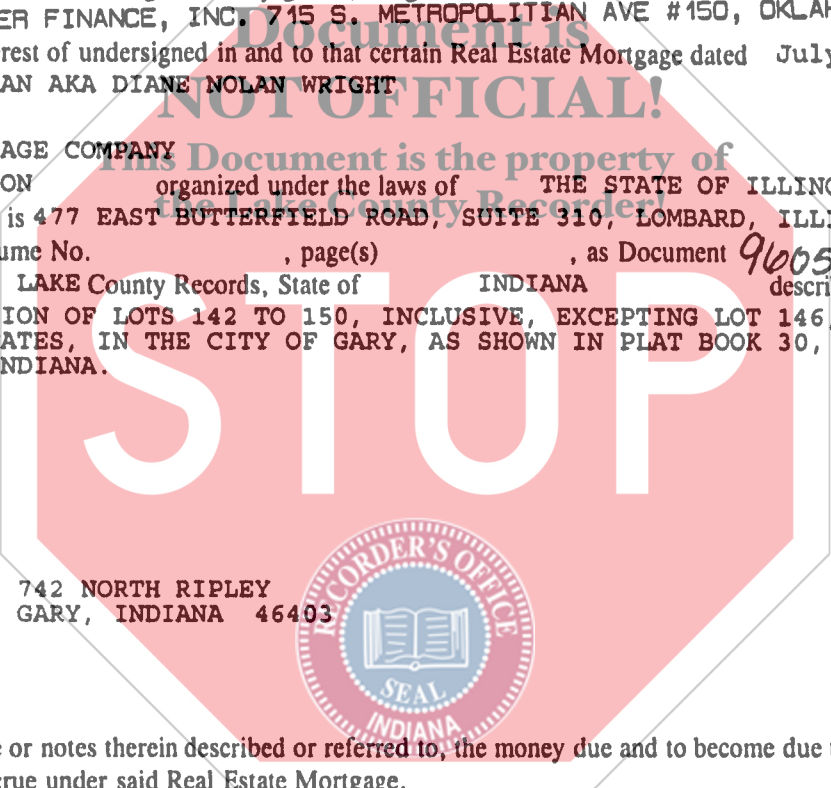 ER FINANCE, INC. 715 S. METROPOLITIAN AVE #150, OKLAH
Document is
rest of undersigned in and to that certain Real Estate Mortgage dated July
AN AKA DIANE NOLAN WRIGHT
NOT OFFICIAL!
AGE COMPANY
This Document is the property of
ON organized under the laws of THE STATE OF ILLINO
the Lake County Recorder!
is 477 EAST BUTTERFIELD ROAD, SUITE 310, LOMBARD, ILLI
ume No. , page(s) , as Document 9605
LAKE County Records, State of INDIANA descri
ION OF LOTS 142 TO 150, INCLUSIVE, EXCEPTING LOT 146,
ATES, IN THE CITY OF GARY, AS SHOWN IN PLAT BOOK 30,
NDIANA.
STOP
742 NORTH RIPLEY
GARY, INDIANA 46403
RECORDER'S OFFICE
SEAL
INDIANA
e or notes therein described or referred to, the money due and to become due
crue under said Real Estate Mortgage.